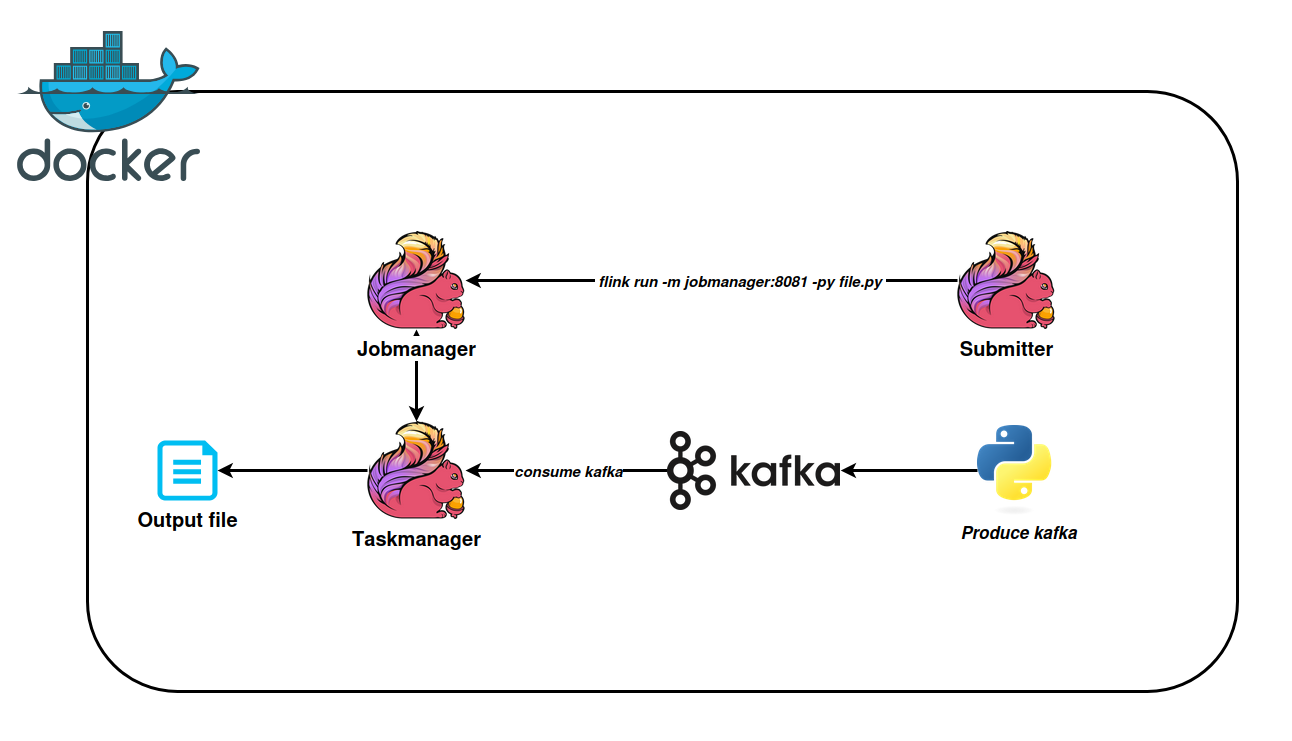 docker
flink run -m jobmanager:8081 -py file.py
Jobmanager
Submitter
consume kafka
kafka
Output file
Taskmanager
Produce kafka